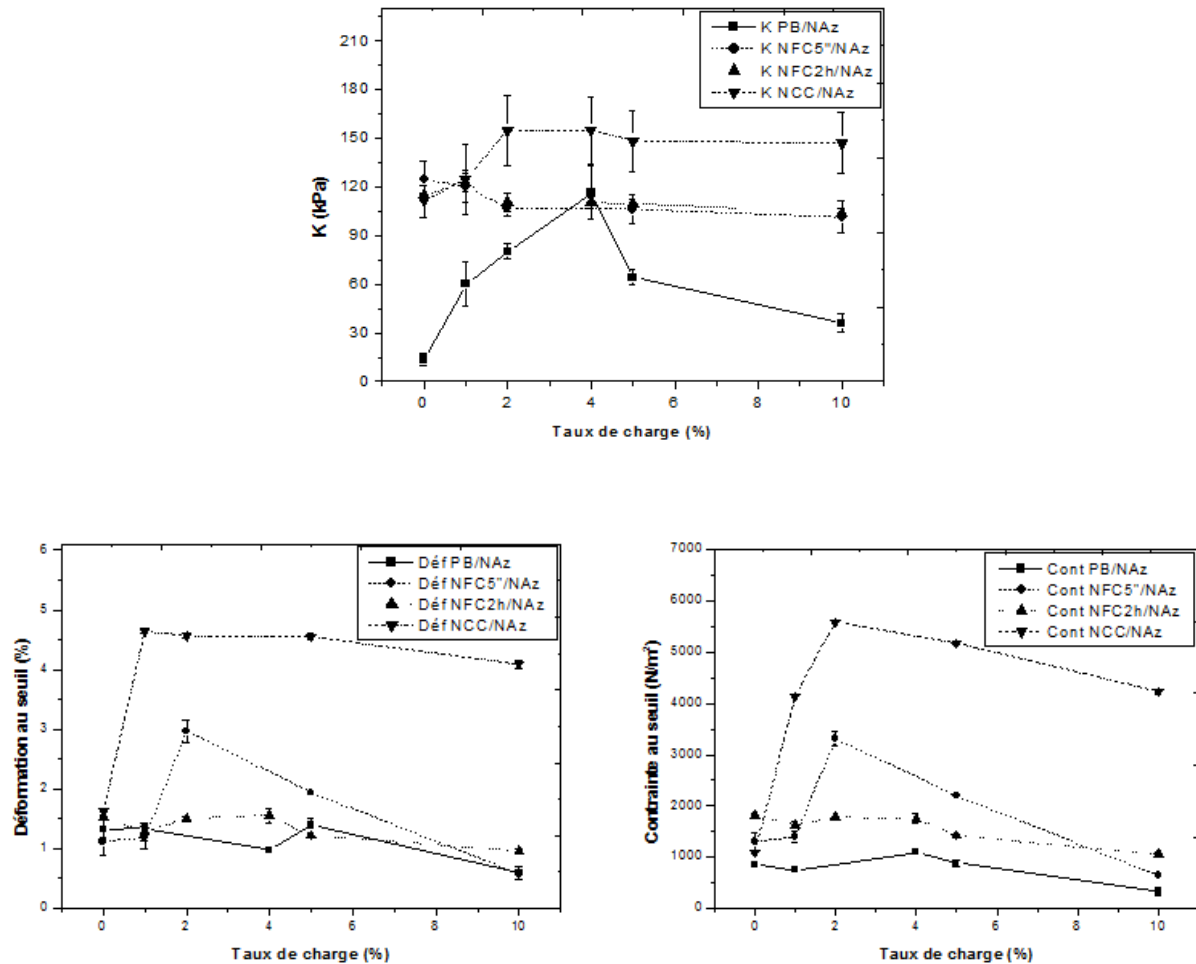 K PB/NAz
K NFC5"/NAz
K NFC2h/NAz
K NCC/NAz
210
180
150
120
90
60
30
0
K (kPa)
0 2 4 6 8 10
Taux de charge (%)
Déf PB/NAz
Déf NFC5"/NAz
Déf NFC2h/NAz
Déf NCC/NAz
6
5
4
3
2
1
0
Déformation au seuil (%)
0 2 4 6 8 10
Taux de charge (%)
Cont PB/NAz
Cont NFC5"/NAz
Cont NFC2h/NAz
Cont NCC/NAz
7000
6000
5000
4000
3000
2000
1000
0
Contrainte au seuil (N/m²)
0 2 4 6 8 10
Taux de charge (%)